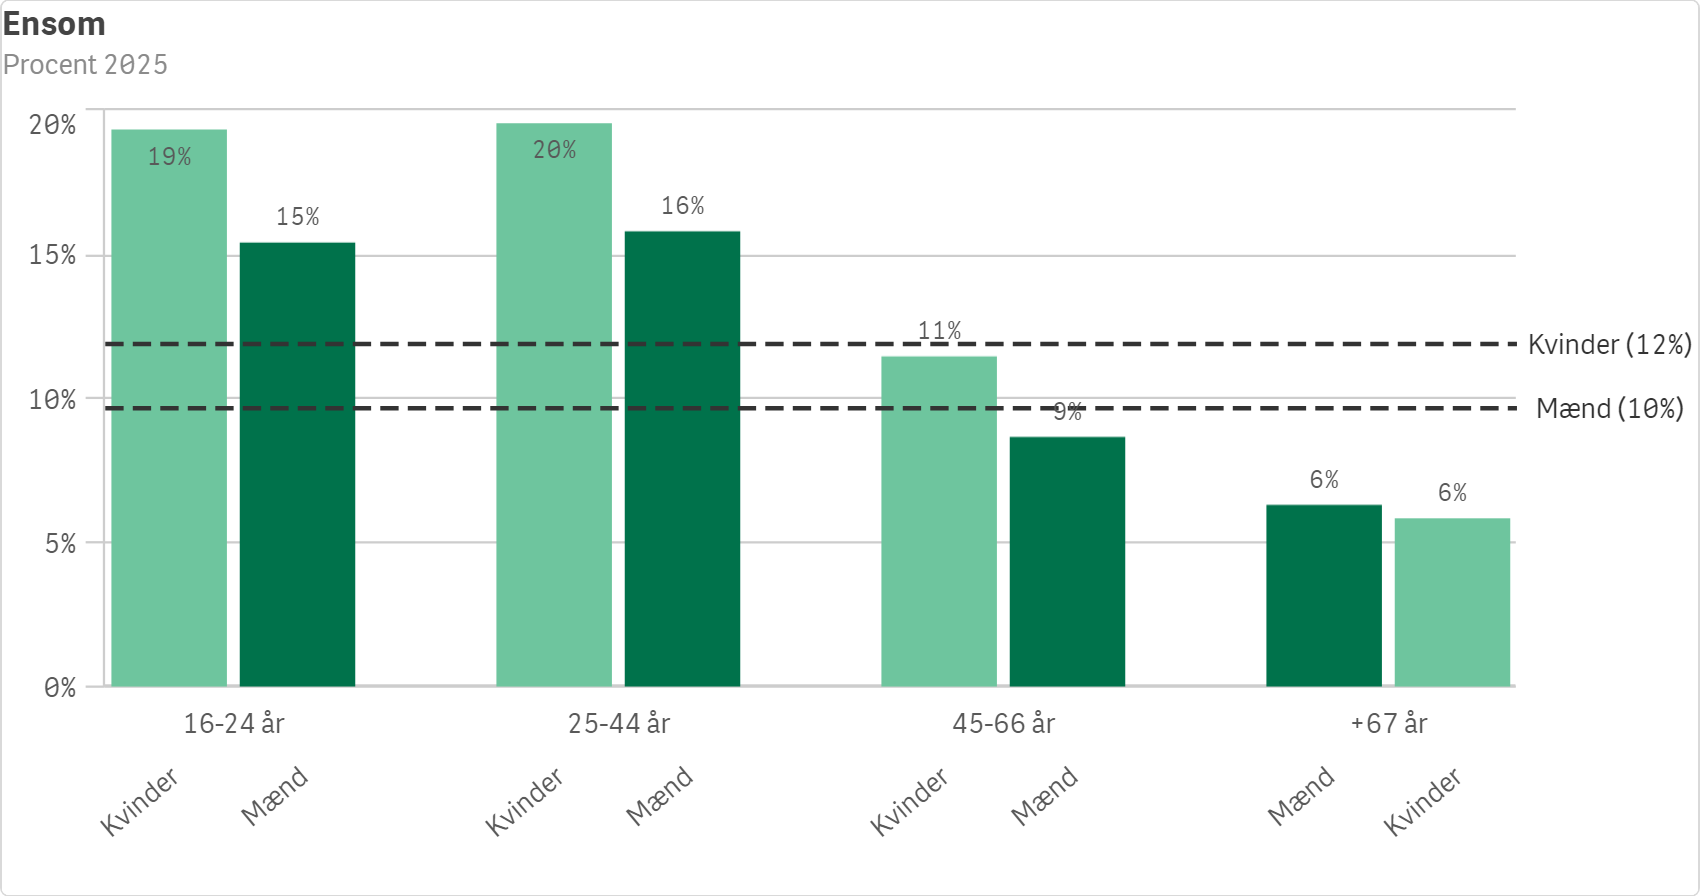 Ensom
Procent 2025
20%
15%
10%
5%
0%
19%
15%
20%
16%
11%
9%
6%
6%
Kvinder (12%)
Mænd (10%)
16-24 år
25-44 år
45-66 år
+67 år
Kvinder
Mænd
Kvinder
Mænd
Kvinder
Mænd
Mænd
Kvinder